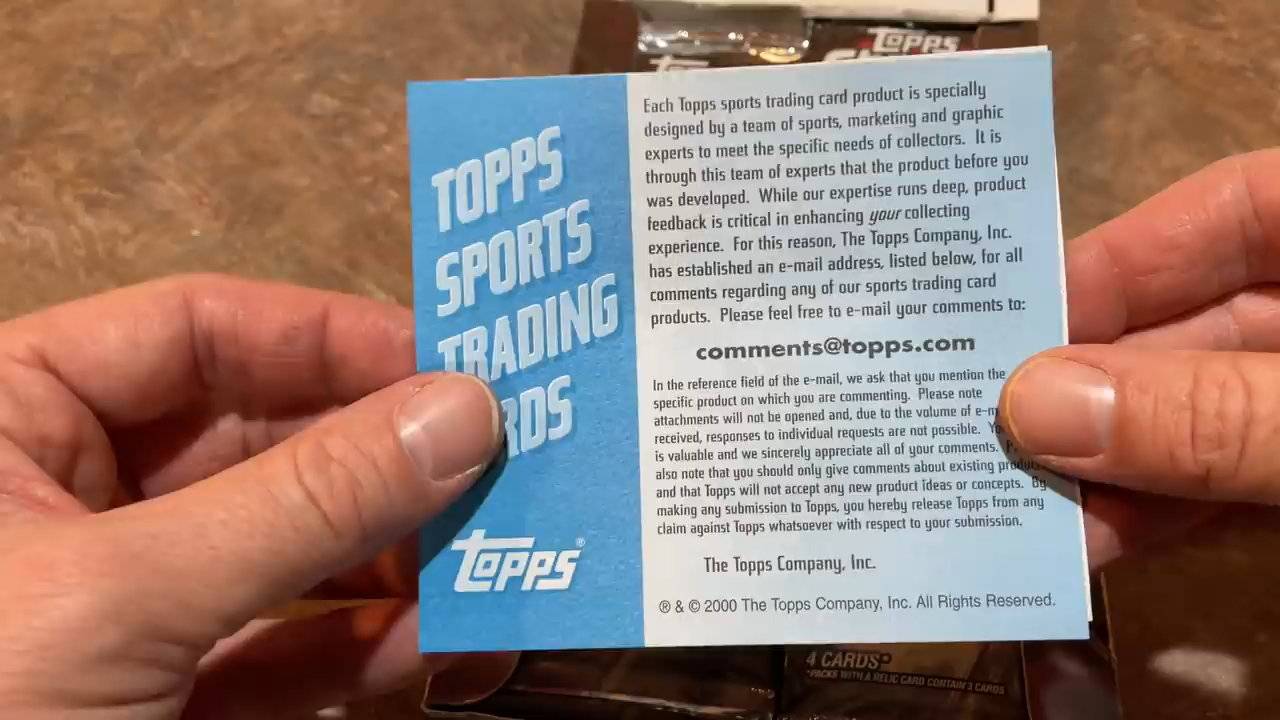 TOPPS
TOPPS
SPORTS
TRADING
RDS
TOPPS®
Each Topps sports trading card product is specially
designed by a team of sports, marketing and graphic
experts to meet the specific needs of collectors. It is
through this team of experts that the product before you
was developed. While our expertise runs deep, product
feedback is critical in enhancing your collecting
experience. For this reason, The Topps Company, Inc.
has established an e-mail address, listed below, for all
comments regarding any of our sports trading card
products. Please feel free to e-mail your comments to:
comments@topps.com
In the reference field of the e-mail, we ask that you mention the
specific product on which you are commenting. Please note
attachments will not be opened and, due to the volume of
received, responses to individual requests are not possible.
is valuable and we sincerely appreciate all of your comments.
also note that you should only give comments about existing
and that Topps will not accept any new product ideas or concepts. By
making any submission to Topps, you hereby release Topps from any
claim against Topps whatsoever with respect to your submission.
The Topps Company, Inc.
® & © 2000 The Topps Company, Inc. All Rights Reserved.
4 CARDS*
*PACKS WITH A RELIC CARD CONTAIN 3 CARDS